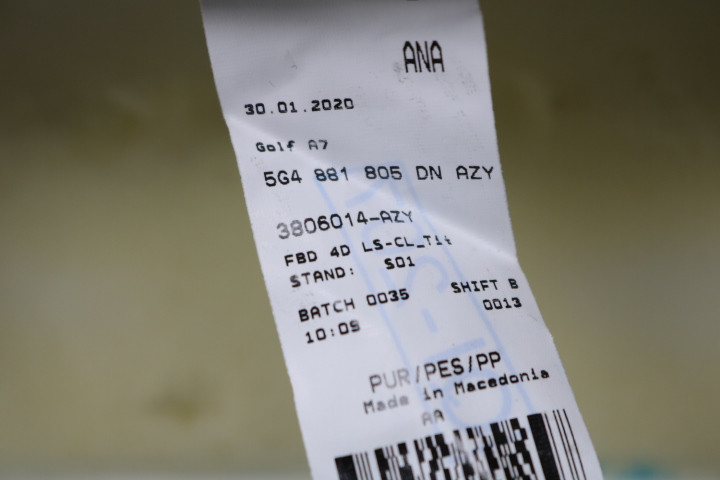 ANA
30.01.2020
Golf A7
5G4 881 805 DN AZY
3806014-AZY
FBD 4D LS-CL_Tit
STAND: S01
BATCH 0035 SHIFT B
10:09 0013
PUR/PES/PP
Made in Macedonia
AA